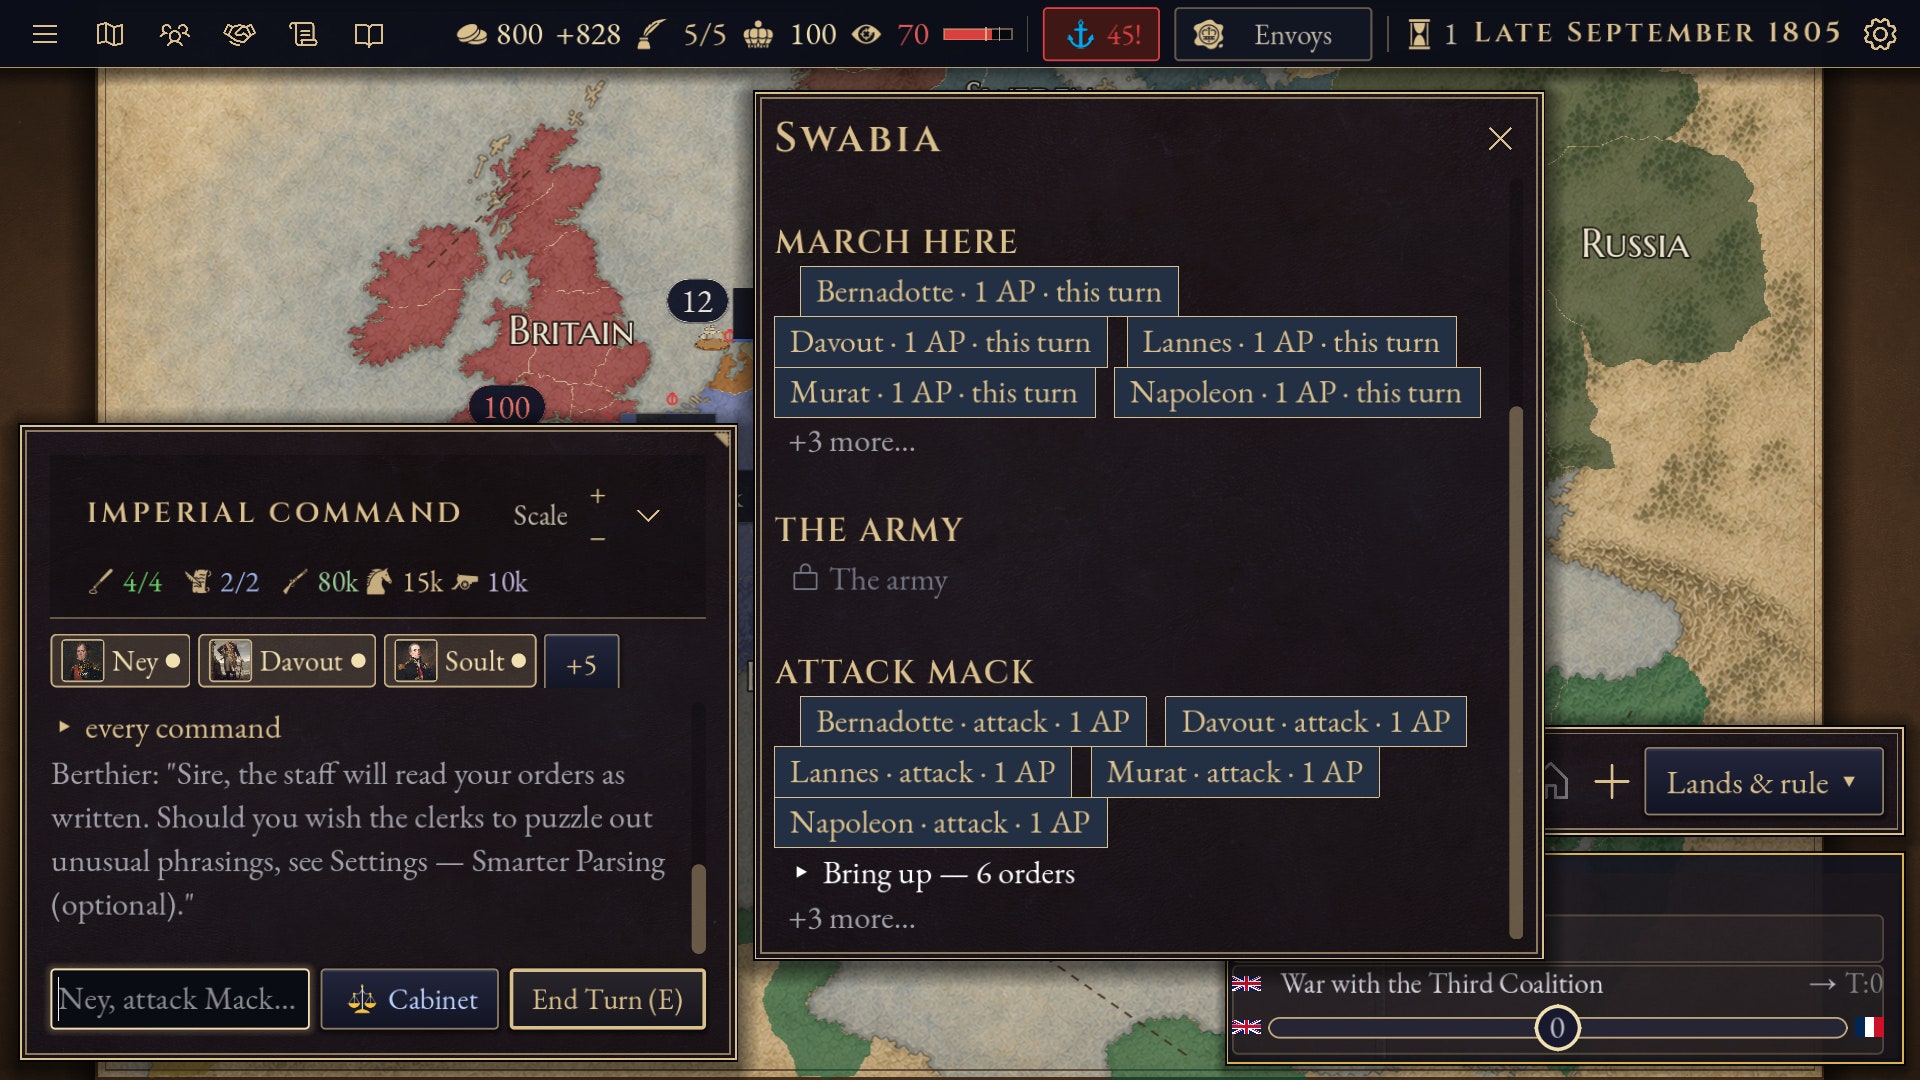 800 +828 5/5 100 70 45! Envoys 1 Late September 1805
Swabia
MARCH HERE
Bernadotte · 1 AP · this turn
Davout · 1 AP · this turn Lannes · 1 AP · this turn
Murat · 1 AP · this turn Napoleon · 1 AP · this turn
+3 more...
THE ARMY
The army
ATTACK MACK
Bernadotte · attack · 1 AP Davout · attack · 1 AP
Lannes · attack · 1 AP Murat · attack · 1 AP
Napoleon · attack · 1 AP
Bring up — 6 orders
+3 more...
Britain
Russia
12
100
IMPERIAL COMMAND Scale + −
4/4 2/2 80k 15k 10k
Ney Davout Soult +5
every command
Berthier: "Sire, the staff will read your orders as
written. Should you wish the clerks to puzzle out
unusual phrasings, see Settings — Smarter Parsing
(optional)."
Ney, attack Mack... Cabinet End Turn (E)
Lands & rule
War with the Third Coalition → T:0
0